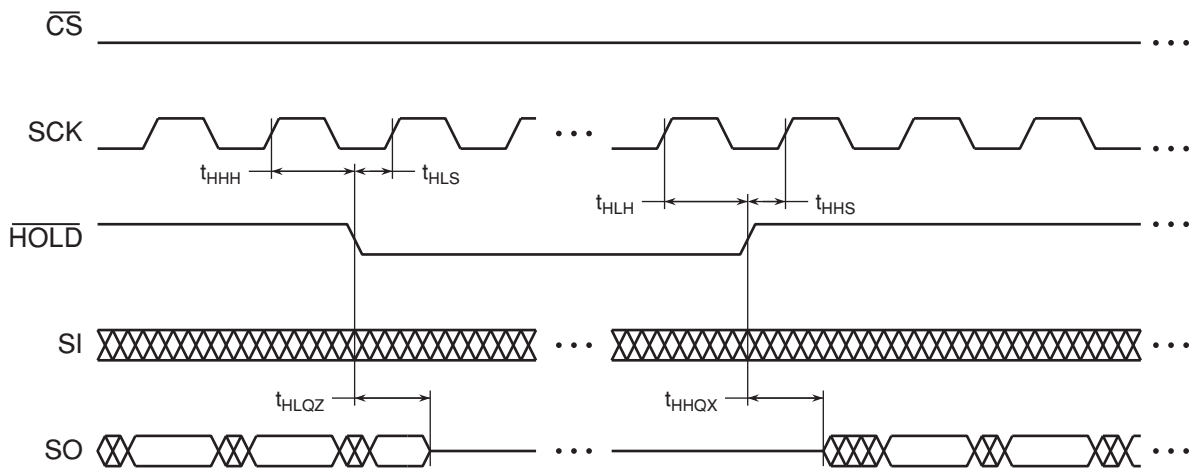 CS
SCK
tHHH
tHLS
tHLH
tHHS
HOLD
SI
tHLQZ
tHHQX
SO